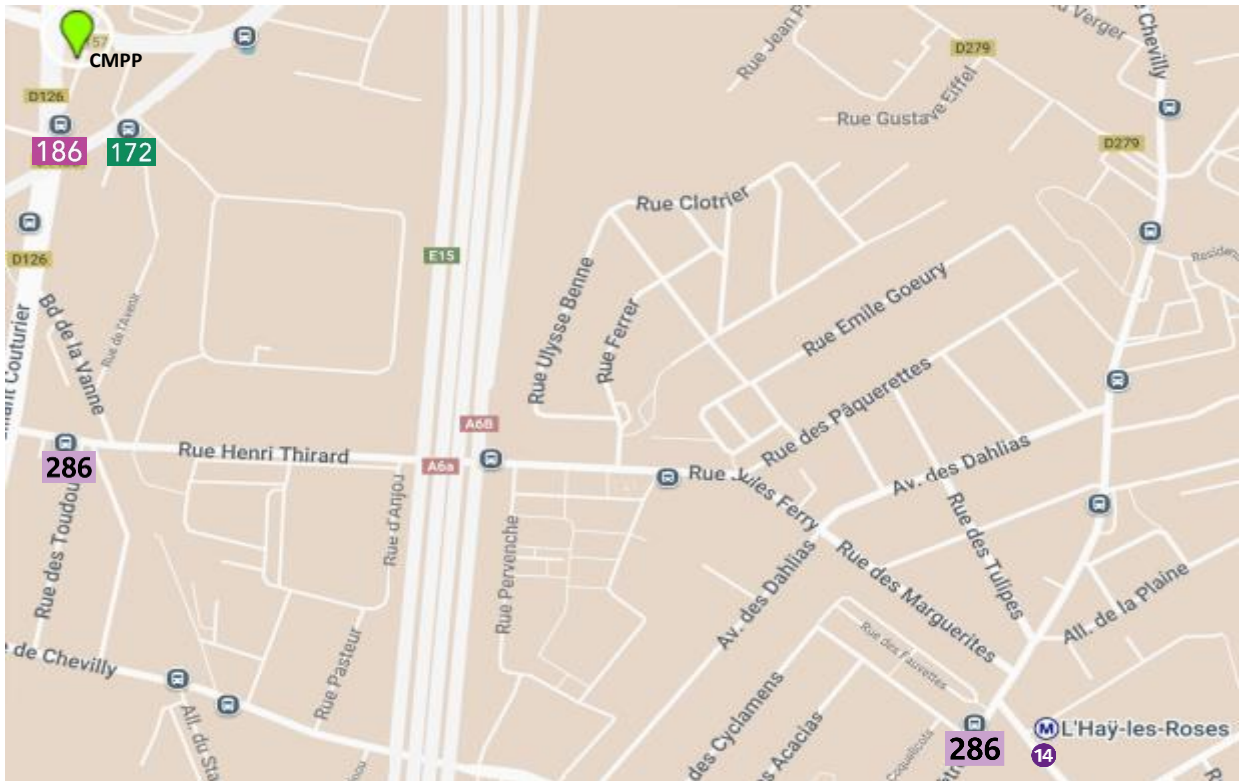 57
CMPP
D126
186
172
D126
Bd de la Vanne
Rue de l'Avenir
Couturier
286
Rue Henri Thirard
Rue d'Anjou
Rue des
de Chevilly
All. du
Rue Pasteur
E15
A6B
A6a
Rue Pervenche
Rue Ulysse Benne
Rue Ferrer
Rue Clotrier
Rue Jean
D279
Rue Gustave Eiffel
Verger
Chevilly
D279
Rue Emile Goeury
Rue des Pâquerettes
Av. des Dahlias
Rue Jules Ferry
Av. des Dahlias
Rue des Marguerites
Rue des Tulipes
All. de la Plaine
Rue des Fauvettes
des Cyclamens
Acacias
Coquelicots
286
L'Haÿ-les-Roses
M
14